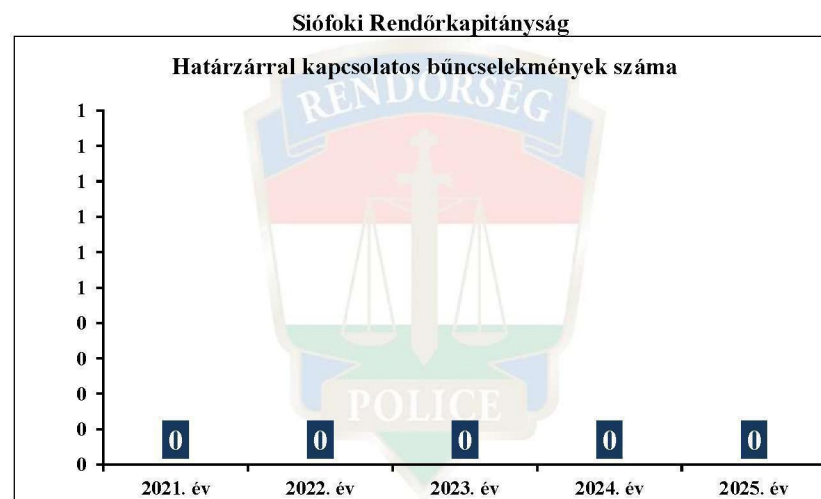 Siófoki Rendőrkapitányság
Határzárral kapcsolatos bűncselekmények száma
RENDŐRSÉG
1
1
1
1
1
1
0
0
0
0
0
POLICE
0 0 0 0 0
2021. év 2022. év 2023. év 2024. év 2025. év